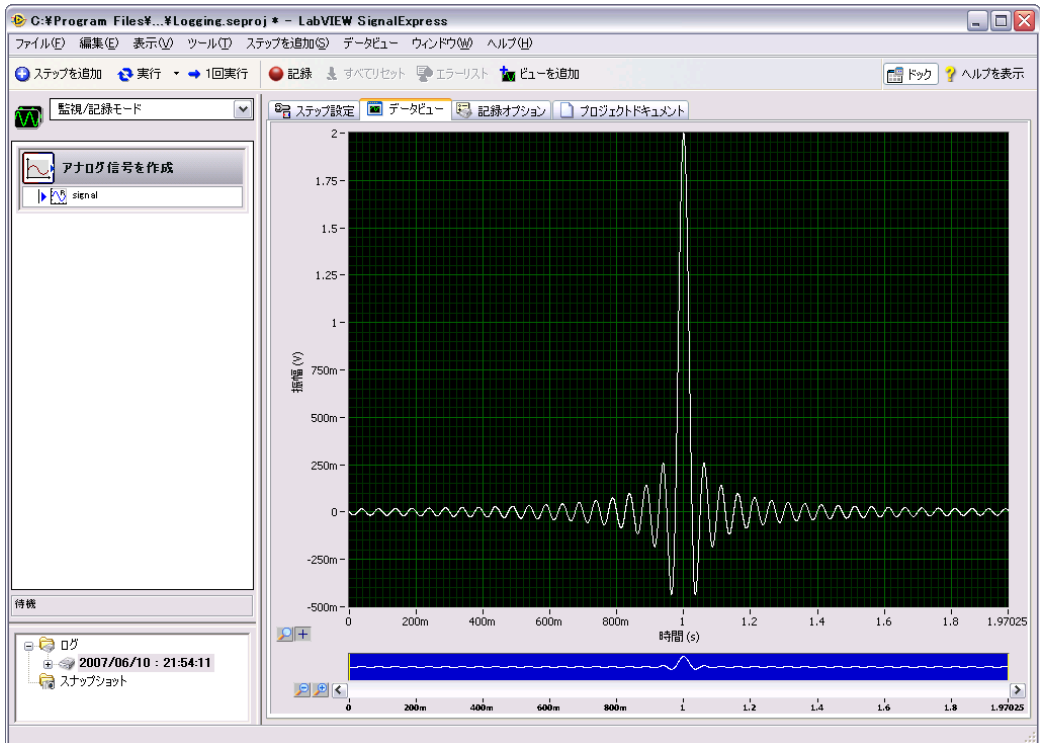 C:¥Program Files¥...¥Logging.seproj * - LabVIEW SignalExpress
ファイル(F) 編集(E) 表示(V) ツール(T) ステップを追加(S) データビュー ウィンドウ(W) ヘルプ(H)
ステップを追加 実行 1回実行 記録 すべてリセット エラーリスト ビューを追加 ドック ヘルプを表示
監視/記録モード
ステップ設定 データビュー 記録オプション プロジェクトドキュメント
アナログ信号を作成
signal
2
1.75
1.5
1.25
1
750m
500m
250m
0
-250m
-500m
振幅 (V)
0 200m 400m 600m 800m 1 1.2 1.4 1.6 1.8 1.97025
時間 (s)
待機
ログ
2007/06/10 : 21:54:11
スナップショット
0 200m 400m 600m 800m 1 1.2 1.4 1.6 1.8 1.97025